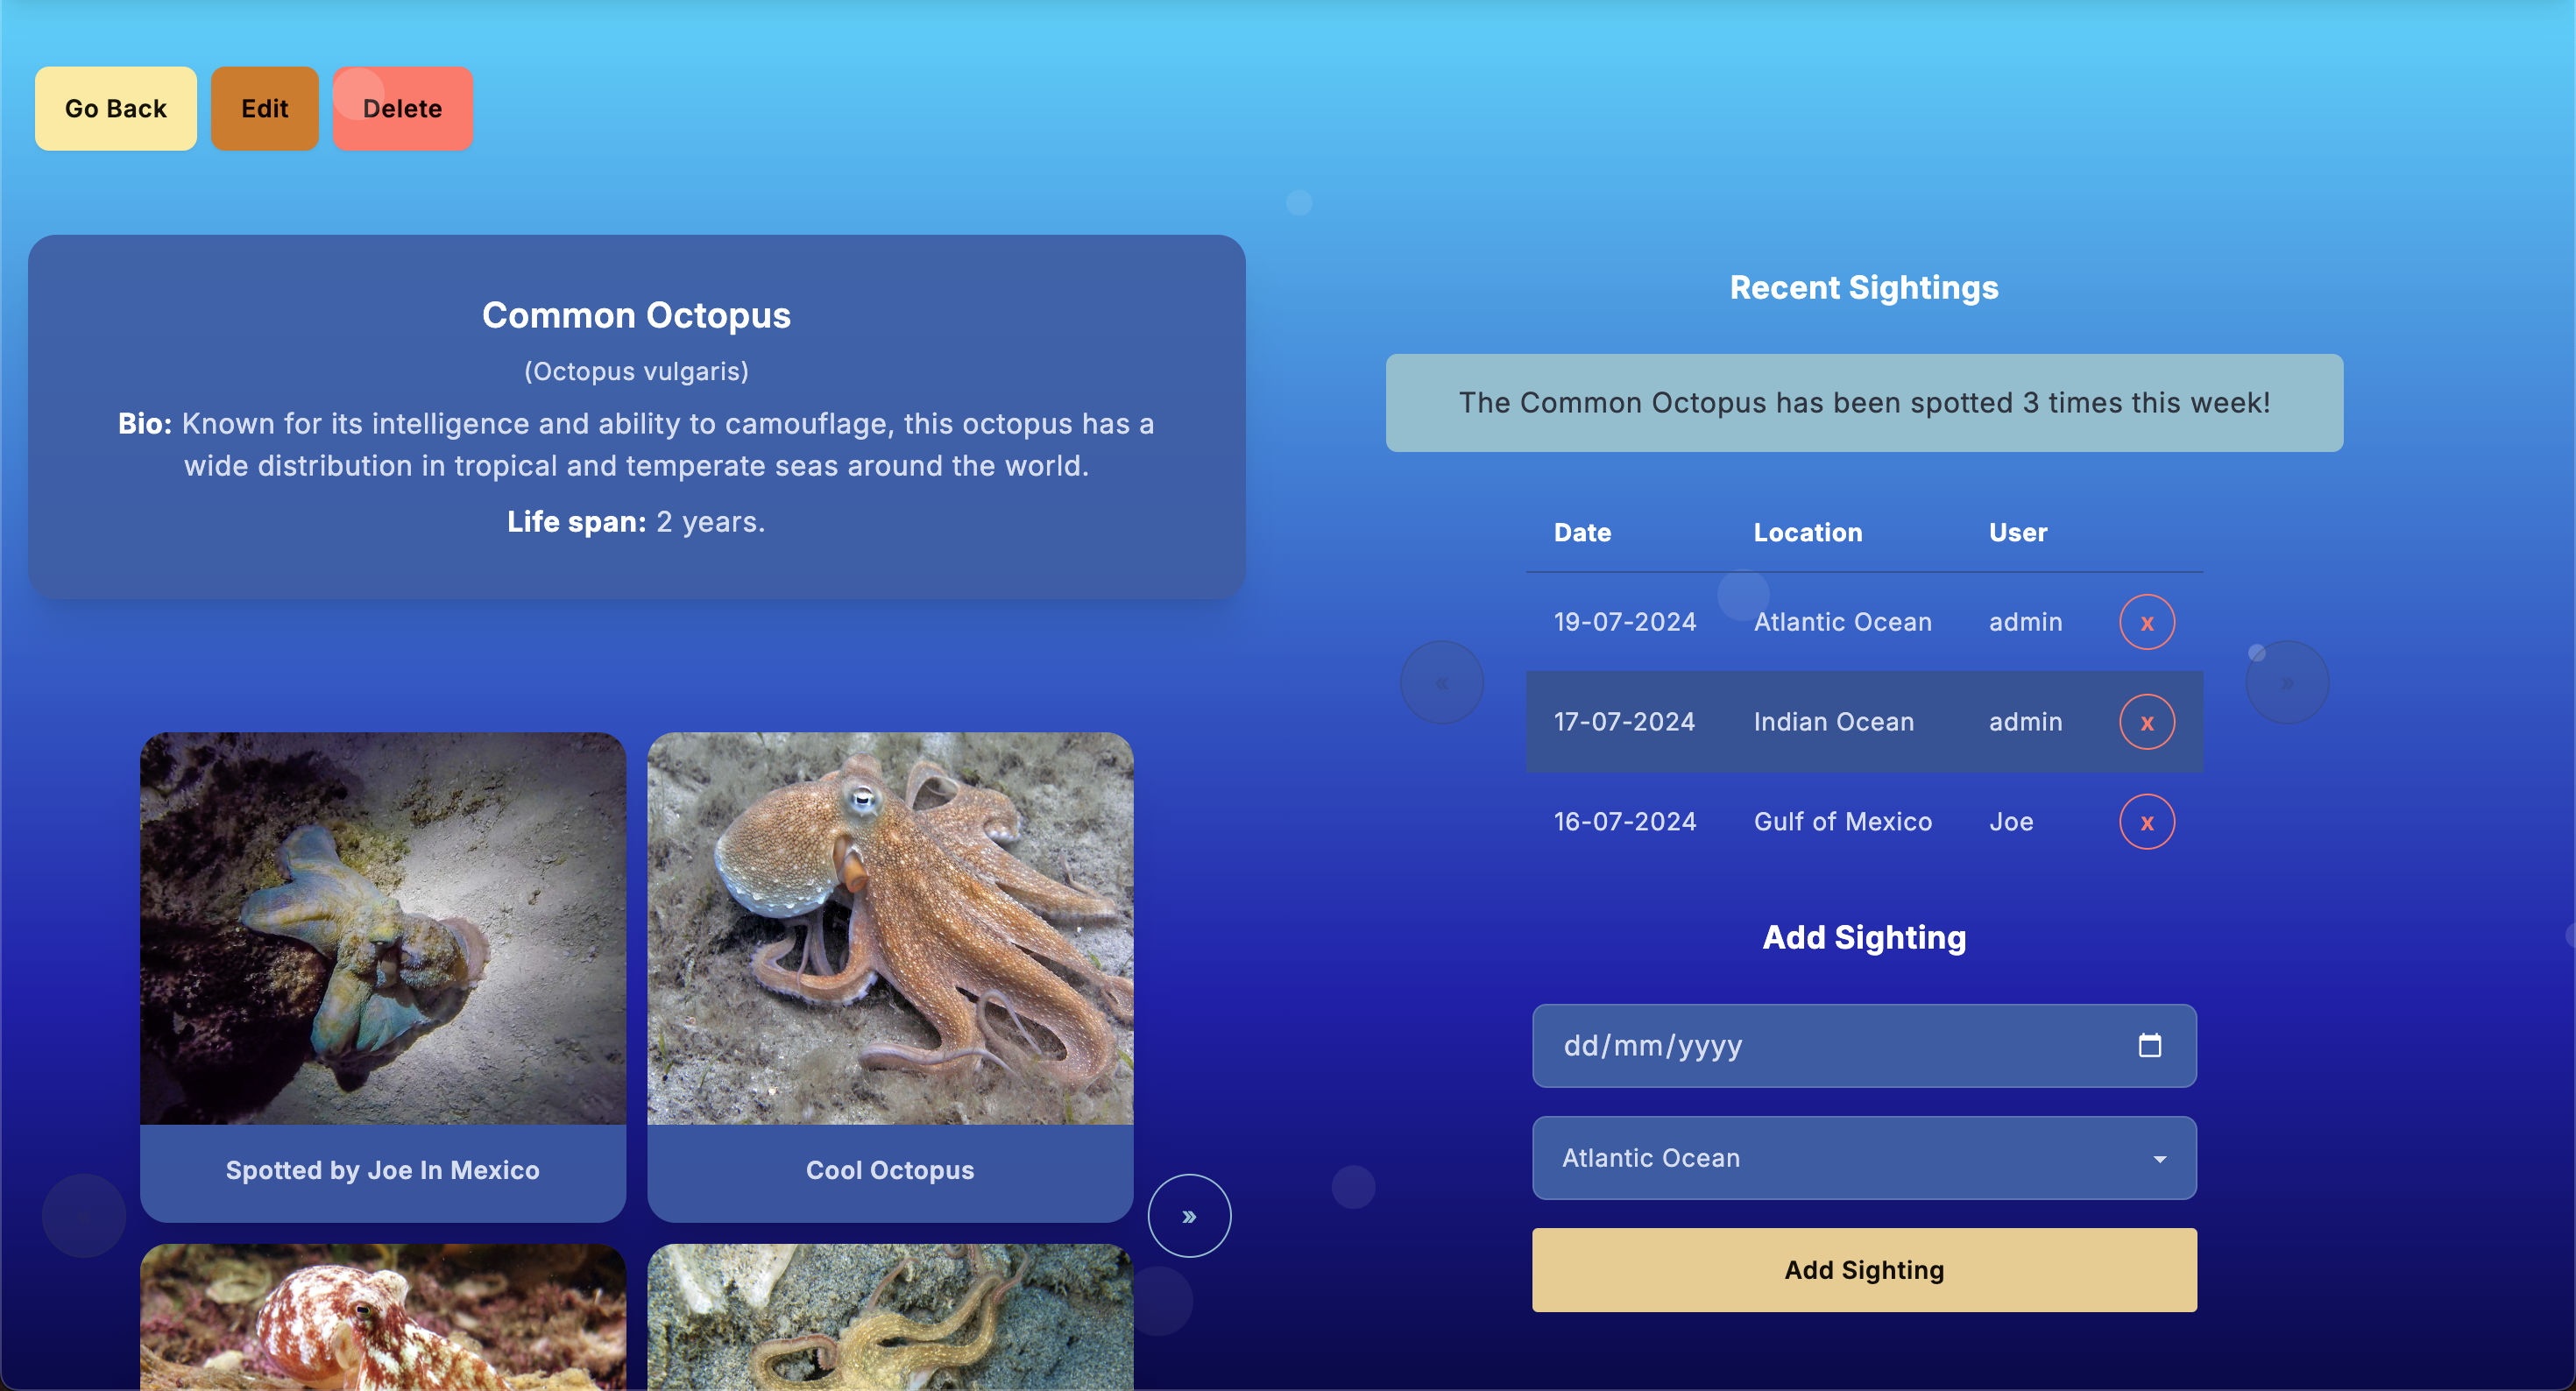 Go Back
Edit
Delete
Common Octopus
(Octopus vulgaris)
Bio: Known for its intelligence and ability to camouflage, this octopus has a
wide distribution in tropical and temperate seas around the world.
Life span: 2 years.
Spotted by Joe In Mexico
Cool Octopus
»
Recent Sightings
The Common Octopus has been spotted 3 times this week!
Date Location User
19-07-2024 Atlantic Ocean admin x
«
»
17-07-2024 Indian Ocean admin x
16-07-2024 Gulf of Mexico Joe x
Add Sighting
dd/mm/yyyy
Atlantic Ocean
Add Sighting